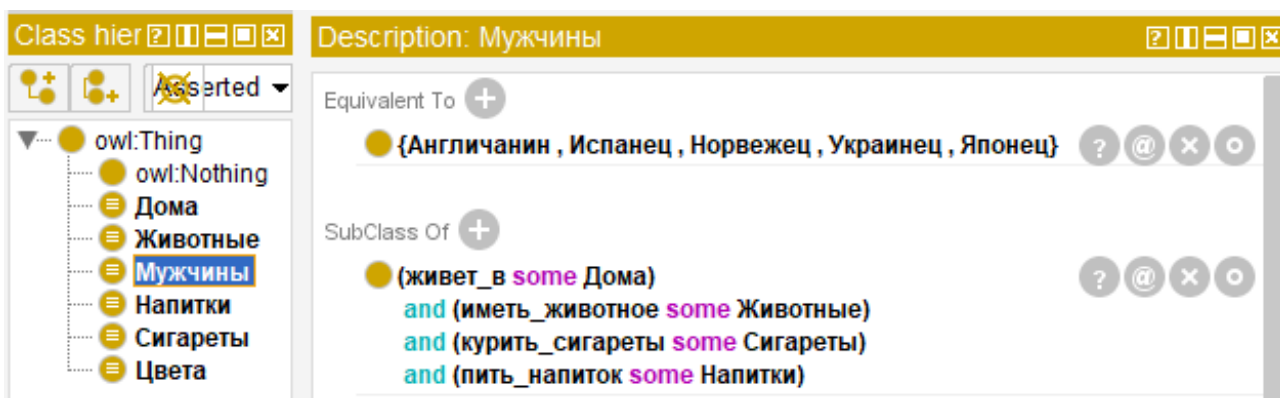 Class hier
Asserted
owl:Thing
owl:Nothing
Дома
Животные
Мужчины
Напитки
Сигареты
Цвета
Description: Мужчины
Equivalent To
{Англичанин , Испанец , Норвежец , Украинец , Японец}
SubClass Of
(живет_в some Дома)
and (иметь_животное some Животные)
and (курить_сигареты some Сигареты)
and (пить_напиток some Напитки)